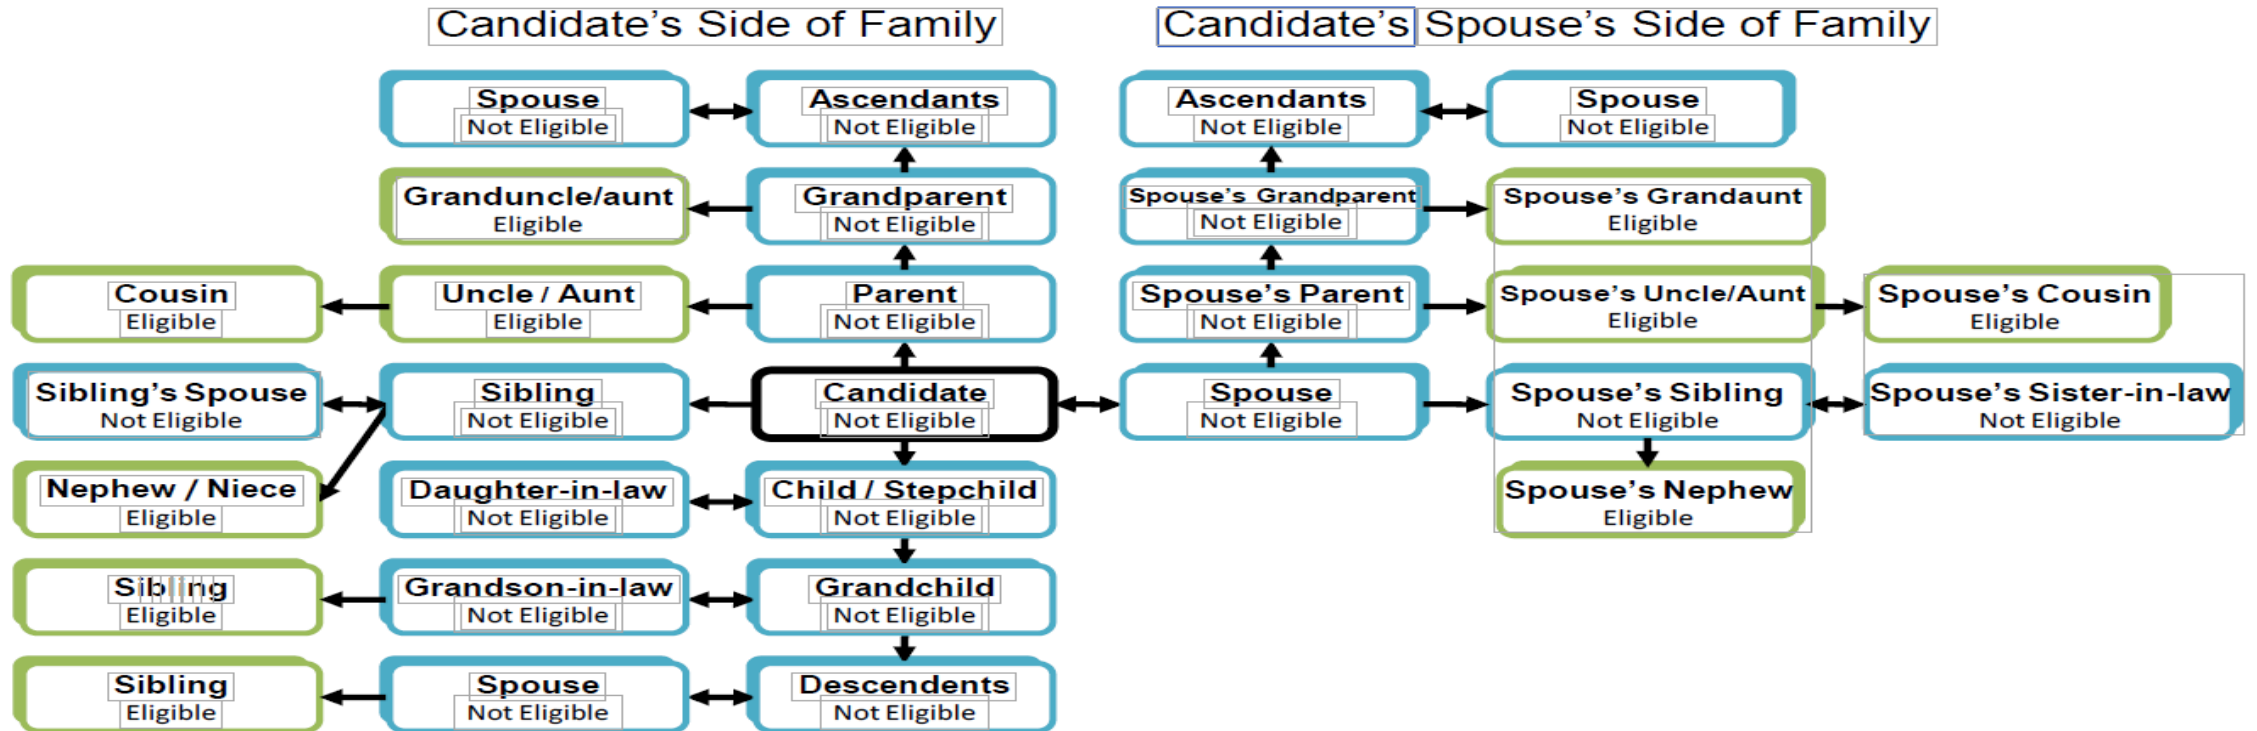 Candidate's Side of Family
Candidate's Spouse's Side of Family
Spouse
Not Eligible
Ascendants
Not Eligible
Ascendants
Not Eligible
Spouse
Not Eligible
Granduncle/aunt
Eligible
Grandparent
Not Eligible
Spouse's Grandparent
Not Eligible
Spouse's Grandaunt
Eligible
Cousin
Eligible
Uncle / Aunt
Eligible
Parent
Not Eligible
Spouse's Parent
Not Eligible
Spouse's Uncle/Aunt
Eligible
Spouse's Cousin
Eligible
Sibling's Spouse
Not Eligible
Sibling
Not Eligible
Candidate
Not Eligible
Spouse
Not Eligible
Spouse's Sibling
Not Eligible
Spouse's Sister-in-law
Not Eligible
Nephew / Niece
Eligible
Daughter-in-law
Not Eligible
Child / Stepchild
Not Eligible
Spouse's Nephew
Eligible
Sibling
Eligible
Grandson-in-law
Not Eligible
Grandchild
Not Eligible
Sibling
Eligible
Spouse
Not Eligible
Descendents
Not Eligible